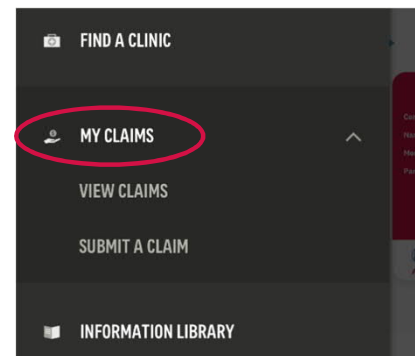 FIND A CLINIC
MY CLAIMS
VIEW CLAIMS
SUBMIT A CLAIM
INFORMATION LIBRARY